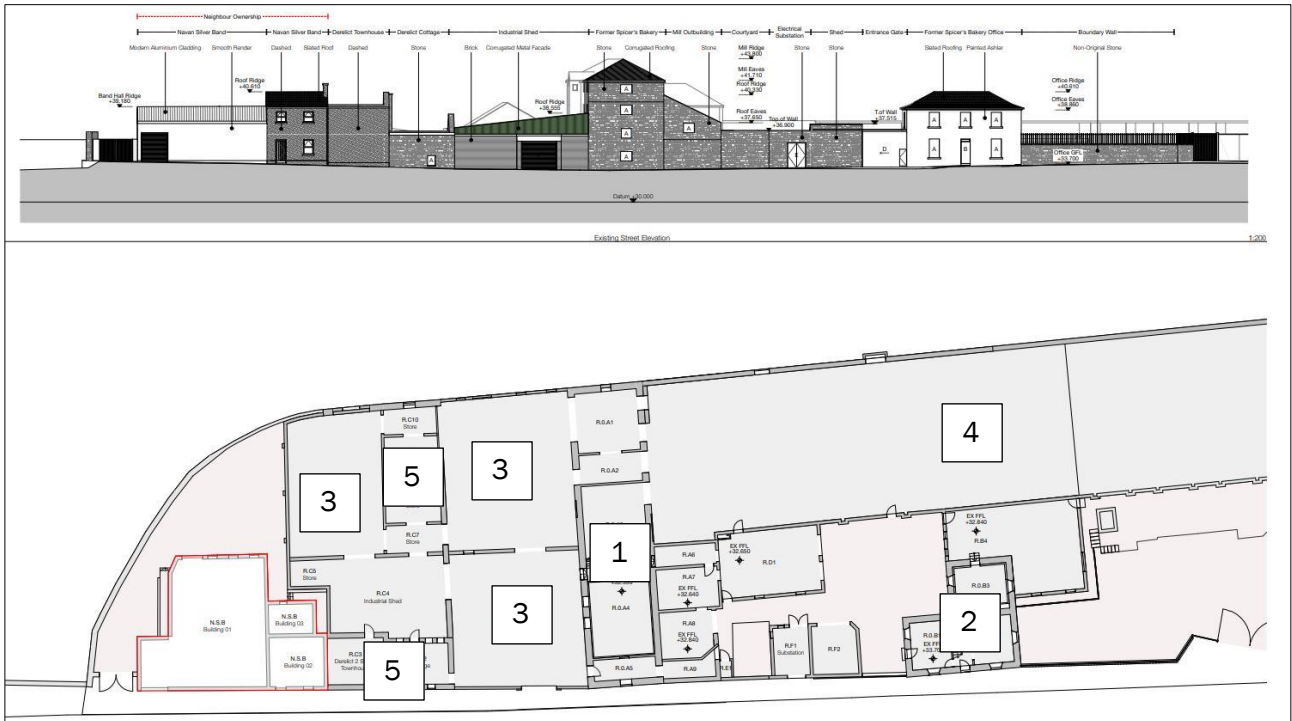 Neighbour Ownership
Navan Silver Band Navan Silver Band Derelict Townhouse Derelict Cottage Industrial Shed Former Spicer's Bakery Mill Outbuilding Courtyard Electrical Substation Shed Entrance Gate Former Spicer's Bakery Office Boundary Wall
Modern Aluminium Cladding Smooth Render Dashed Slated Roof Dashed Stone Brick Corrugated Metal Facade Stone Corrugated Roofing Stone Stone Stone Slated Roofing Painted Ashlar Non-Original Stone
Mill Ridge
+43.800
Mill Eaves
+41.710
Roof Ridge
+40.330
Roof Eaves
+37.650
Band Hall Ridge
+39.180
Roof Ridge
+40.610
Roof Ridge
+38.555
Top of Wall
+36.900
T.of Wall
+37.515
Office Ridge
+40.610
Office Eaves
+38.860
Office GFL
+33.700
A
A
A
A
A
A
E
D
A A A
A B A
Datum +30.000
Existing Street Elevation 1:200
R.C10
Store
R.0.A1
R.0.A2
3
5
3
4
1
R.C7
Store
R.C5
Store
R.C4
Industrial Shed
3
R.0.A4
R.A6
R.A7
EX FFL
+32.640
R.A8
EX FFL
+32.840
R.0.A5
R.A9
EX FFL
+32.650
R.D1
EX FFL
+32.840
R.B4
R.0.B3
2
EX FF
+33.70
R.F1
Substation
R.F2
N.S.B
Building 01
N.S.B
Building 03
N.S.B
Building 02
R.C3
5